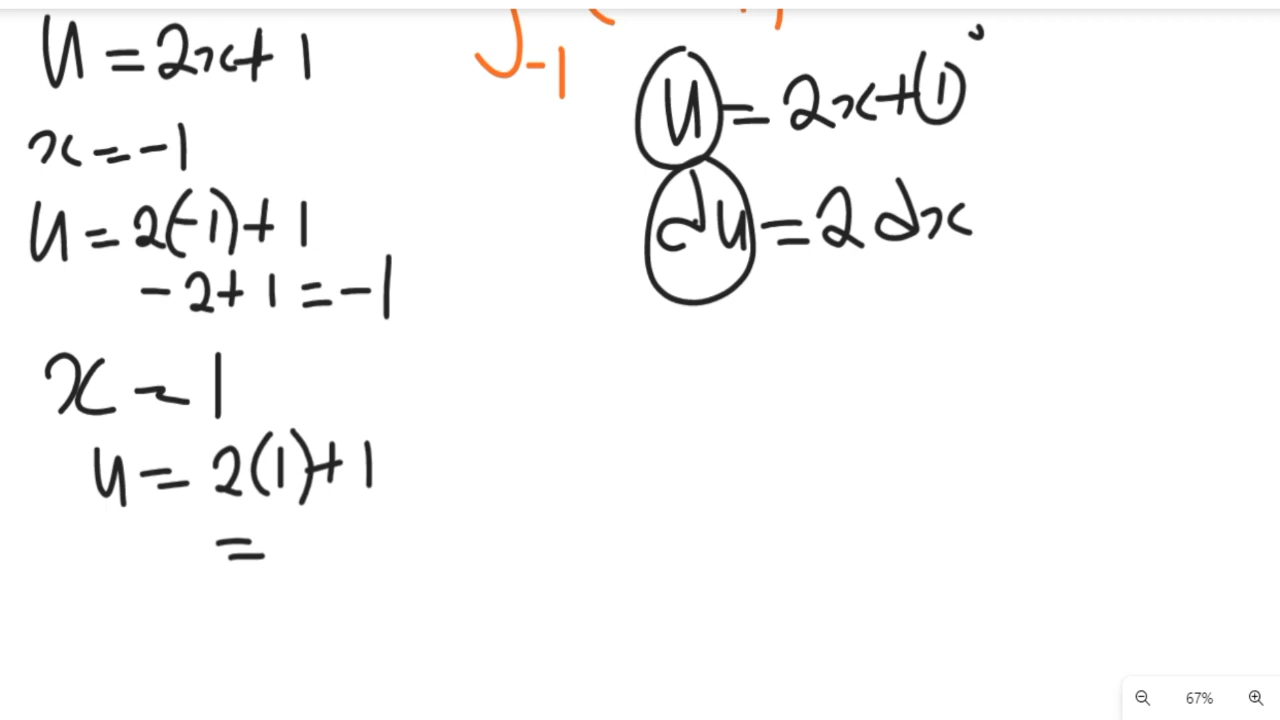 u = 2x + 1
x = -1
u = 2(-1) + 1
- 2 + 1 = -1
x = 1
u = 2(1) + 1
=
-1
u = 2x + (1)
du = 2 dx
67%